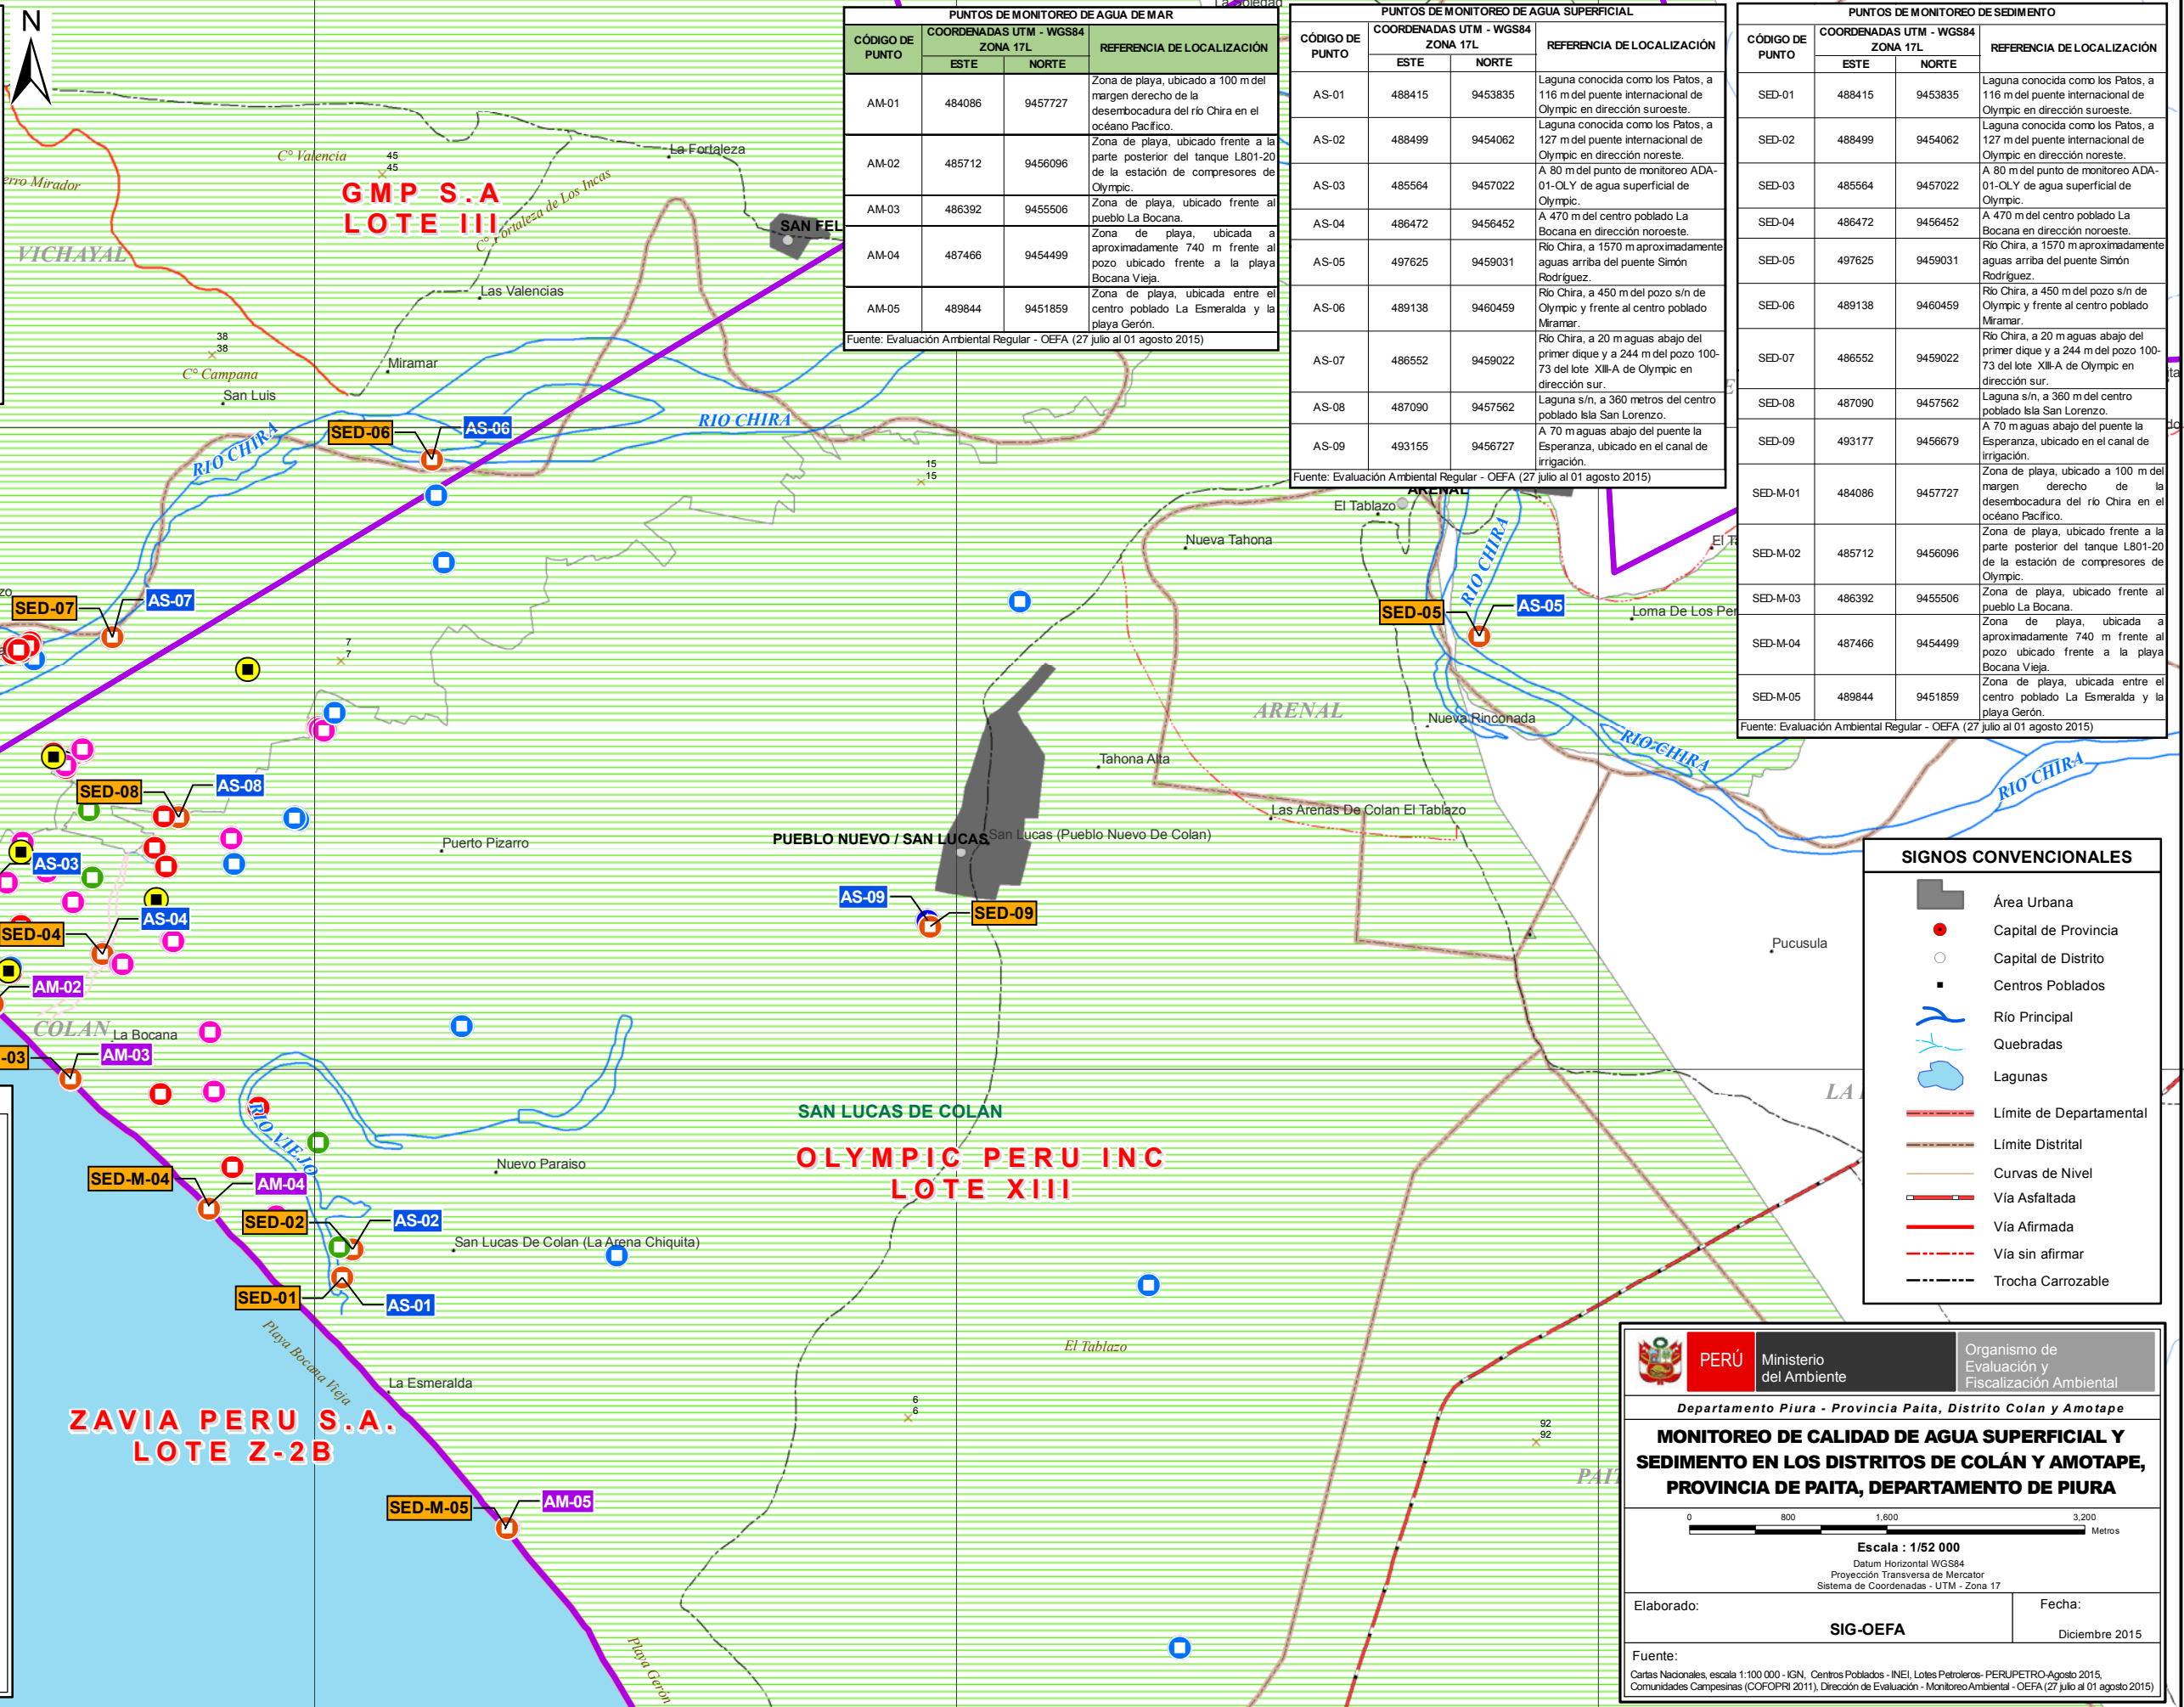 N
La Soledad
PUNTOS DE MONITOREO DE AGUA DE MAR
CÓDIGO DE PUNTO
COORDENADAS UTM - WGS84 ZONA 17L
REFERENCIA DE LOCALIZACIÓN
ESTE NORTE
AM-01 484086 9457727
Zona de playa, ubicado a 100 m del
margen derecho de la
desembocadura del río Chira en el
océano Pacífico.
AM-02 485712 9456096
Zona de playa, ubicado frente a la
parte posterior del tanque L801-20
de la estación de compresores de
Olympic.
AM-03 486392 9455506
Zona de playa, ubicado frente al
pueblo La Bocana.
AM-04 487466 9454499
Zona de playa, ubicada a
aproximadamente 740 m frente al
pozo ubicado frente a la playa
Bocana Vieja.
AM-05 489844 9451859
Zona de playa, ubicada entre el
centro poblado La Esmeralda y la
playa Gerón.
Fuente: Evaluación Ambiental Regular - OEFA (27 julio al 01 agosto 2015)
PUNTOS DE MONITOREO DE AGUA SUPERFICIAL
CÓDIGO DE PUNTO
COORDENADAS UTM - WGS84 ZONA 17L
REFERENCIA DE LOCALIZACIÓN
ESTE NORTE
AS-01 488415 9453835
Laguna conocida como los Patos, a
116 m del puente internacional de
Olympic en dirección suroeste.
AS-02 488499 9454062
Laguna conocida como los Patos, a
127 m del puente internacional de
Olympic en dirección noreste.
AS-03 485564 9457022
A 80 m del punto de monitoreo ADA-
01-OLY de agua superficial de
Olympic.
AS-04 486472 9456452
A 470 m del centro poblado La
Bocana en dirección noroeste.
AS-05 497625 9459031
Río Chira, a 1570 m aproximadamente
aguas arriba del puente Simón
Rodríguez.
AS-06 489138 9460459
Río Chira, a 450 m del pozo s/n de
Olympic y frente al centro poblado
Miramar.
AS-07 486552 9459022
Río Chira, a 20 m aguas abajo del
primer dique y a 244 m del pozo 100-
73 del lote XIII-A de Olympic en
dirección sur.
AS-08 487090 9457562
Laguna s/n, a 360 metros del centro
poblado Isla San Lorenzo.
AS-09 493155 9456727
A 70 m aguas abajo del puente la
Esperanza, ubicado en el canal de
irrigación.
Fuente: Evaluación Ambiental Regular - OEFA (27 julio al 01 agosto 2015)
PUNTOS DE MONITOREO DE SEDIMENTO
CÓDIGO DE PUNTO
COORDENADAS UTM - WGS84 ZONA 17L
REFERENCIA DE LOCALIZACIÓN
ESTE NORTE
SED-01 488415 9453835
Laguna conocida como los Patos, a
116 m del puente internacional de
Olympic en dirección suroeste.
SED-02 488499 9454062
Laguna conocida como los Patos, a
127 m del puente internacional de
Olympic en dirección noreste.
SED-03 485564 9457022
A 80 m del punto de monitoreo ADA-
01-OLY de agua superficial de
Olympic.
SED-04 486472 9456452
A 470 m del centro poblado La
Bocana en dirección noroeste.
SED-05 497625 9459031
Río Chira, a 1570 m aproximadamente
aguas arriba del puente Simón
Rodríguez.
SED-06 489138 9460459
Río Chira, a 450 m del pozo s/n de
Olympic y frente al centro poblado
Miramar.
SED-07 486552 9459022
Río Chira, a 20 m aguas abajo del
primer dique y a 244 m del pozo 100-
73 del lote XIII-A de Olympic en
dirección sur.
SED-08 487090 9457562
Laguna s/n, a 360 m del centro
poblado Isla San Lorenzo.
SED-09 493177 9456679
A 70 m aguas abajo del puente la
Esperanza, ubicado en el canal de
irrigación.
SED-M-01 484086 9457727
Zona de playa, ubicado a 100 m del
margen derecho de la
desembocadura del río Chira en el
océano Pacífico.
SED-M-02 485712 9456096
Zona de playa, ubicado frente a la
parte posterior del tanque L801-20
de la estación de compresores de
Olympic.
SED-M-03 486392 9455506
Zona de playa, ubicado frente al
pueblo La Bocana.
SED-M-04 487466 9454499
Zona de playa, ubicada a
aproximadamente 740 m frente al
pozo ubicado frente a la playa
Bocana Vieja.
SED-M-05 489844 9451859
Zona de playa, ubicada entre el
centro poblado La Esmeralda y la
playa Gerón.
Fuente: Evaluación Ambiental Regular - OEFA (27 julio al 01 agosto 2015)
C° Valencia
45
45
La Fortaleza
erro Mirador
GMP S.A
LOTE III
C° Fortaleza de Los Incas
SAN FEL
VICHAYAL
Las Valencias
38
38
C° Campana
Miramar
San Luis
RIO CHIRA
SED-06
AS-06
RIO CHIRA
15
15
ARENAL
El Tablazo
Nueva Tahona
RIO CHIRA
El T
zo
SED-07
AS-07
SED-05
AS-05
Loma De Los Per
7
7
ARENAL
Nueva Rinconada
RIO CHIRA
RIO CHIRA
Tahona Alta
SED-08
AS-08
Las Arenas De Colan El Tablazo
Puerto Pizarro
PUEBLO NUEVO / SAN LUCAS
San Lucas (Pueblo Nuevo De Colan)
AS-03
AS-09
SED-09
AS-04
SED-04
Pucusula
AM-02
COLAN
La Bocana
-03
AM-03
RIO VIEJO
SAN LUCAS DE COLAN
LA
OLYMPIC PERU INC
LOTE XIII
Nuevo Paraiso
SED-M-04
AM-04
SED-02
AS-02
San Lucas De Colan (La Arena Chiquita)
SED-01
AS-01
Playa Bocana Vieja
El Tablazo
La Esmeralda
6
6
92
92
ZAVIA PERU S.A.
LOTE Z-2B
PAIT
SED-M-05
AM-05
Playa Gerón
SIGNOS CONVENCIONALES
Área Urbana
Capital de Provincia
Capital de Distrito
Centros Poblados
Río Principal
Quebradas
Lagunas
Límite de Departamental
Límite Distrital
Curvas de Nivel
Vía Asfaltada
Vía Afirmada
Vía sin afirmar
Trocha Carrozable
PERÚ
Ministerio
del Ambiente
Organismo de
Evaluación y
Fiscalización Ambiental
Departamento Piura - Provincia Paita, Distrito Colan y Amotape
MONITOREO DE CALIDAD DE AGUA SUPERFICIAL Y
SEDIMENTO EN LOS DISTRITOS DE COLÁN Y AMOTAPE,
PROVINCIA DE PAITA, DEPARTAMENTO DE PIURA
0 800 1,600 3,200
Metros
Escala : 1/52 000
Datum Horizontal WGS84
Proyección Transversa de Mercator
Sistema de Coordenadas - UTM - Zona 17
Elaborado:
SIG-OEFA
Fecha:
Diciembre 2015
Fuente:
Cartas Nacionales, escala 1:100 000 - IGN, Centros Poblados - INEI, Lotes Petroleros- PERUPETRO-Agosto 2015,
Comunidades Campesinas (COFOPRI 2011), Dirección de Evaluación - Monitoreo Ambiental - OEFA (27 julio al 01 agosto 2015)